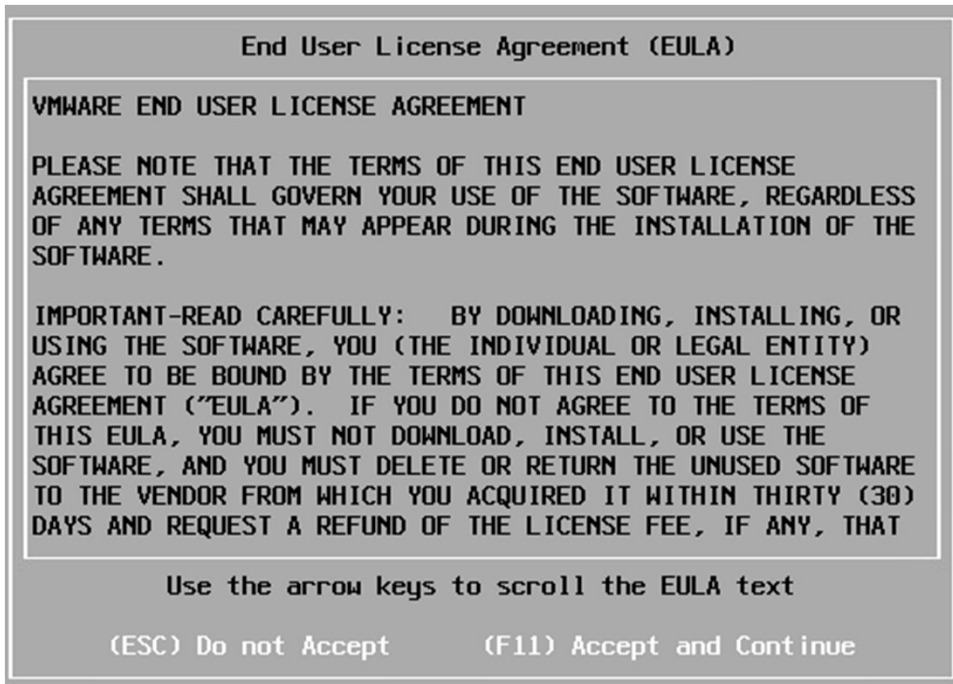 End User License Agreement (EULA)
VMWARE END USER LICENSE AGREEMENT
PLEASE NOTE THAT THE TERMS OF THIS END USER LICENSE
AGREEMENT SHALL GOVERN YOUR USE OF THE SOFTWARE, REGARDLESS
OF ANY TERMS THAT MAY APPEAR DURING THE INSTALLATION OF THE
SOFTWARE.
IMPORTANT-READ CAREFULLY:   BY DOWNLOADING, INSTALLING, OR
USING THE SOFTWARE, YOU (THE INDIVIDUAL OR LEGAL ENTITY)
AGREE TO BE BOUND BY THE TERMS OF THIS END USER LICENSE
AGREEMENT ("EULA").  IF YOU DO NOT AGREE TO THE TERMS OF
THIS EULA, YOU MUST NOT DOWNLOAD, INSTALL, OR USE THE
SOFTWARE, AND YOU MUST DELETE OR RETURN THE UNUSED SOFTWARE
TO THE VENDOR FROM WHICH YOU ACQUIRED IT WITHIN THIRTY (30)
DAYS AND REQUEST A REFUND OF THE LICENSE FEE, IF ANY, THAT
Use the arrow keys to scroll the EULA text
(ESC) Do not Accept (F11) Accept and Continue